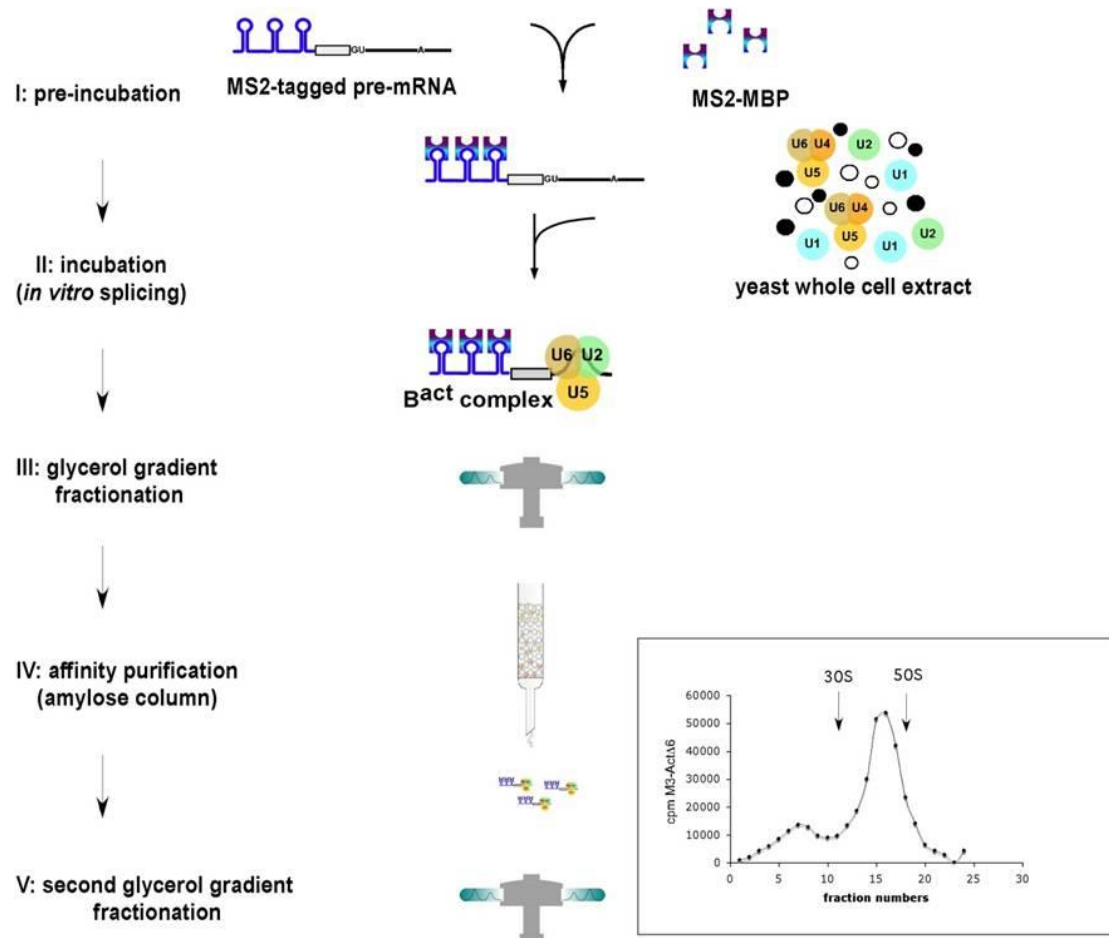 GU
A
MS2-tagged pre-mRNA
MS2-MBP
I: pre-incubation
GU
A
U6 U4 U2
U5 U1
U6 U4
U1 U5 U1 U2
yeast whole cell extract
II: incubation
(in vitro splicing)
U6 U2
U5
Bact complex
III: glycerol gradient
fractionation
IV: affinity purification
(amylose column)
V: second glycerol gradient
fractionation
30S 50S
60000
50000
40000
30000
20000
10000
0
cpm M3-ActΔ6
0 5 10 15 20 25 30
fraction numbers